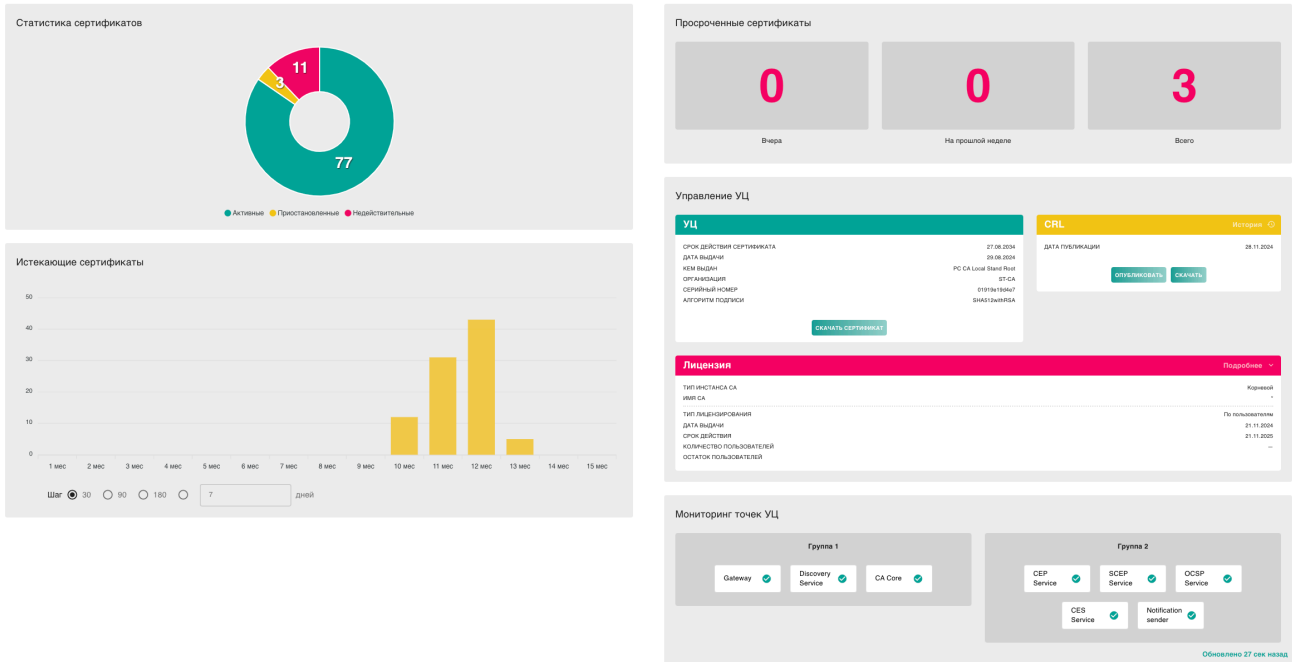 Статистика сертификатов
11
3
77
Активные Приостановленные Недействительные
Истекающие сертификаты
50
40
30
20
10
0
1 мес 2 мес 3 мес 4 мес 5 мес 6 мес 7 мес 8 мес 9 мес 10 мес 11 мес 12 мес 13 мес 14 мес 15 мес
Шаг 30 90 180 7 дней
Просроченные сертификаты
0 0 3
Вчера На прошлой неделе Всего
Управление УЦ
УЦ
СРОК ДЕЙСТВИЯ СЕРТИФИКАТА 27.08.2034
ДАТА ВЫДАЧИ 29.08.2024
КЕМ ВЫДАН PC CA Local Stand Root
ОРГАНИЗАЦИЯ ST-CA
СЕРИЙНЫЙ НОМЕР 01919e19d4e7
АЛГОРИТМ ПОДПИСИ SHA512withRSA
СКАЧАТЬ СЕРТИФИКАТ
CRL История
ДАТА ПУБЛИКАЦИИ 28.11.2024
ОПУБЛИКОВАТЬ СКАЧАТЬ
Лицензия Подробнее
ТИП ИНСТАНСА CA Корневой
ИМЯ CA *
ТИП ЛИЦЕНЗИРОВАНИЯ По пользователям
ДАТА ВЫДАЧИ 21.11.2024
СРОК ДЕЙСТВИЯ 21.11.2025
КОЛИЧЕСТВО ПОЛЬЗОВАТЕЛЕЙ —
ОСТАТОК ПОЛЬЗОВАТЕЛЕЙ
Мониторинг точек УЦ
Группа 1
Gateway
Discovery
Service
CA Core
Группа 2
CEP
Service
SCEP
Service
OCSP
Service
CES
Service
Notification
sender
Обновлено 27 сек назад